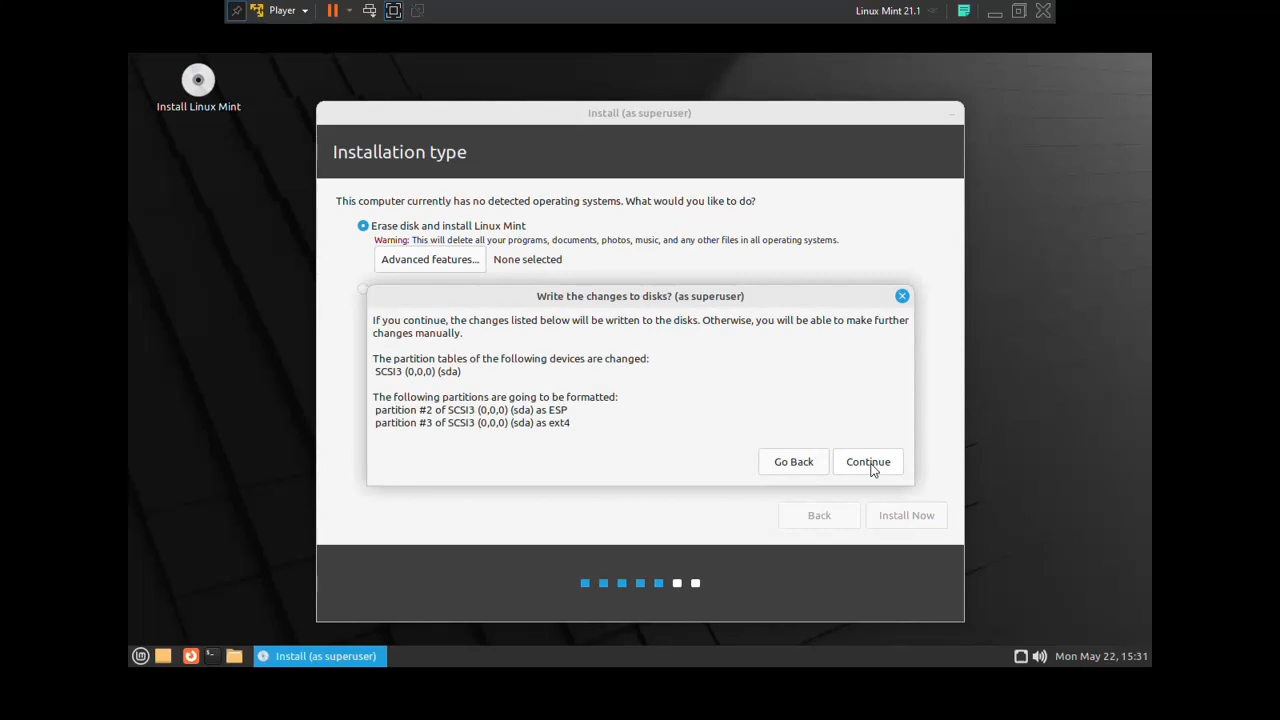 Player
Linux Mint 21.1
Install Linux Mint
Install (as superuser)
Installation type
This computer currently has no detected operating systems. What would you like to do?
Erase disk and install Linux Mint
Warning: This will delete all your programs, documents, photos, music, and any other files in all operating systems.
Advanced features... None selected
Write the changes to disks? (as superuser)
If you continue, the changes listed below will be written to the disks. Otherwise, you will be able to make further
changes manually.
The partition tables of the following devices are changed:
SCSI3 (0,0,0) (sda)
The following partitions are going to be formatted:
partition #2 of SCSI3 (0,0,0) (sda) as ESP
partition #3 of SCSI3 (0,0,0) (sda) as ext4
Go Back Continue
Back Install Now
Install (as superuser)
Mon May 22, 15:31